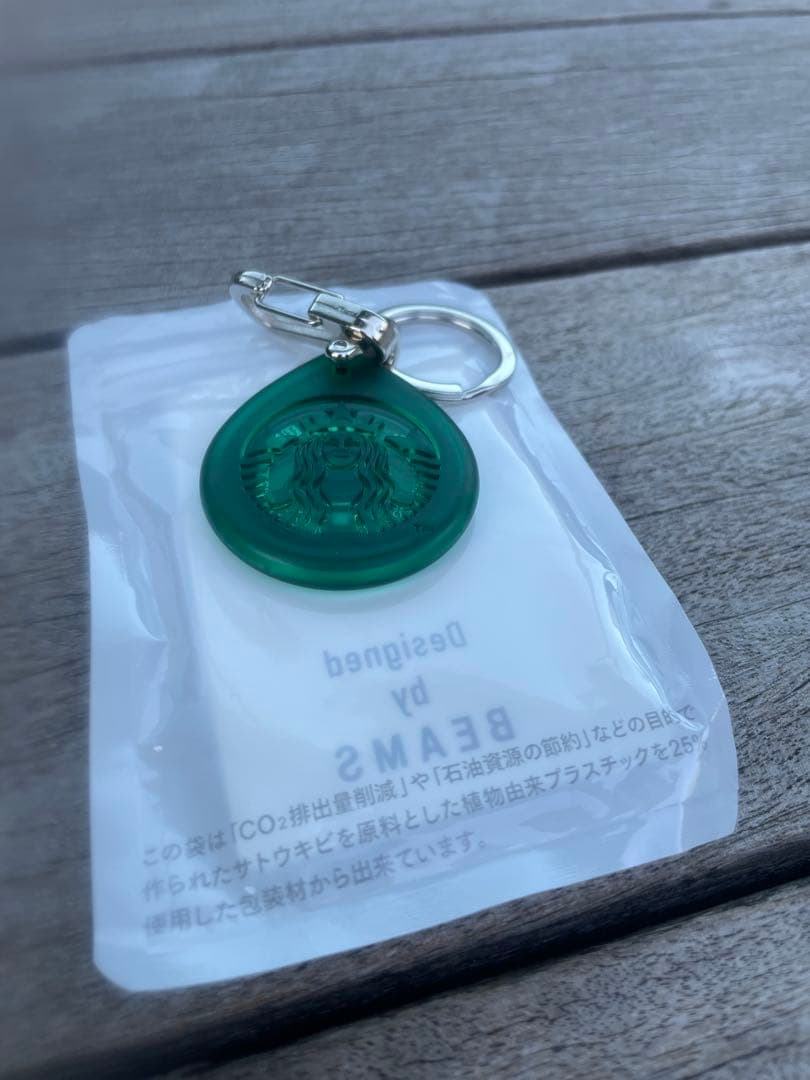 Designed
by
BEAMS
この袋は「CO2排出量削減」や「石油資源の節約」などの目的で
作られたサトウキビを原料とした植物由来プラスチックを25%
使用した包装材から出来ています。